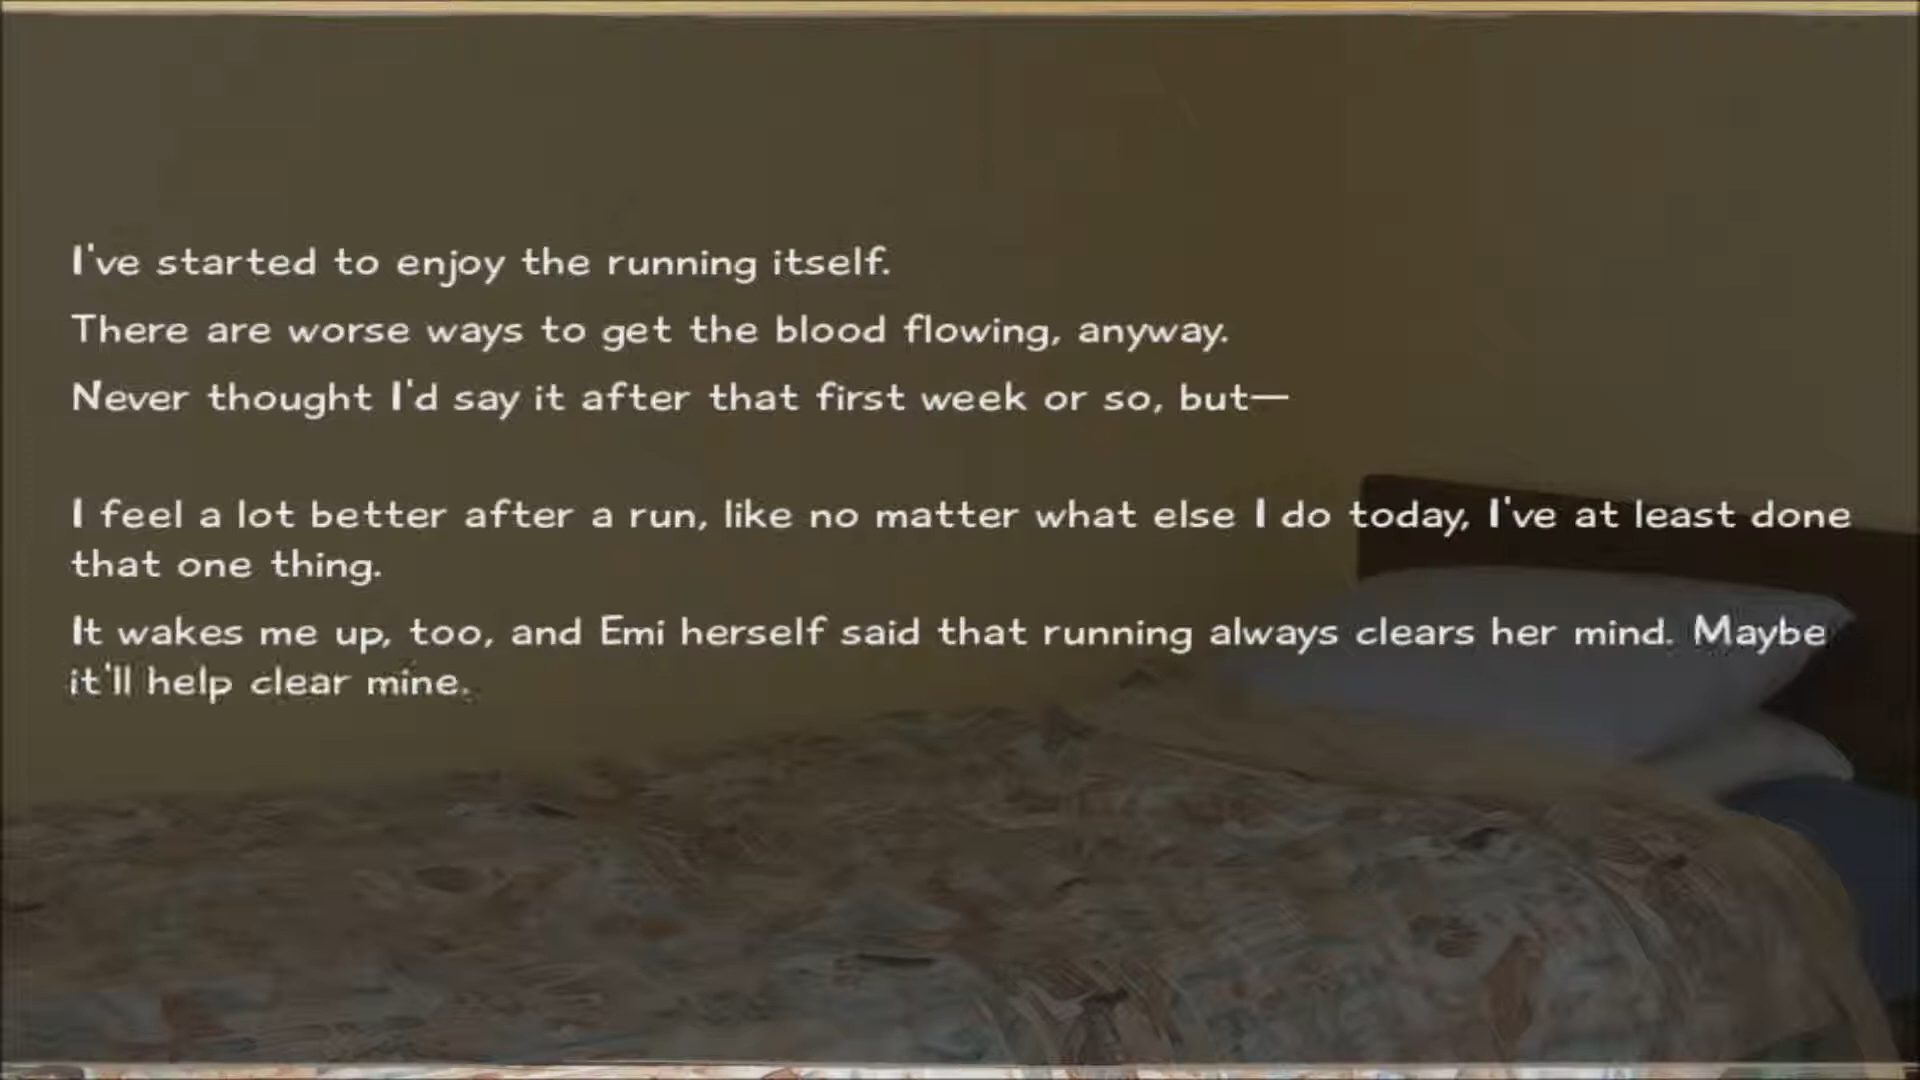 I've started to enjoy the running itself.
There are worse ways to get the blood flowing, anyway.
Never thought I'd say it after that first week or so, but—
I feel a lot better after a run, like no matter what else I do today, I've at least done
that one thing.
It wakes me up, too, and Emi herself said that running always clears her mind. Maybe
it'll help clear mine.